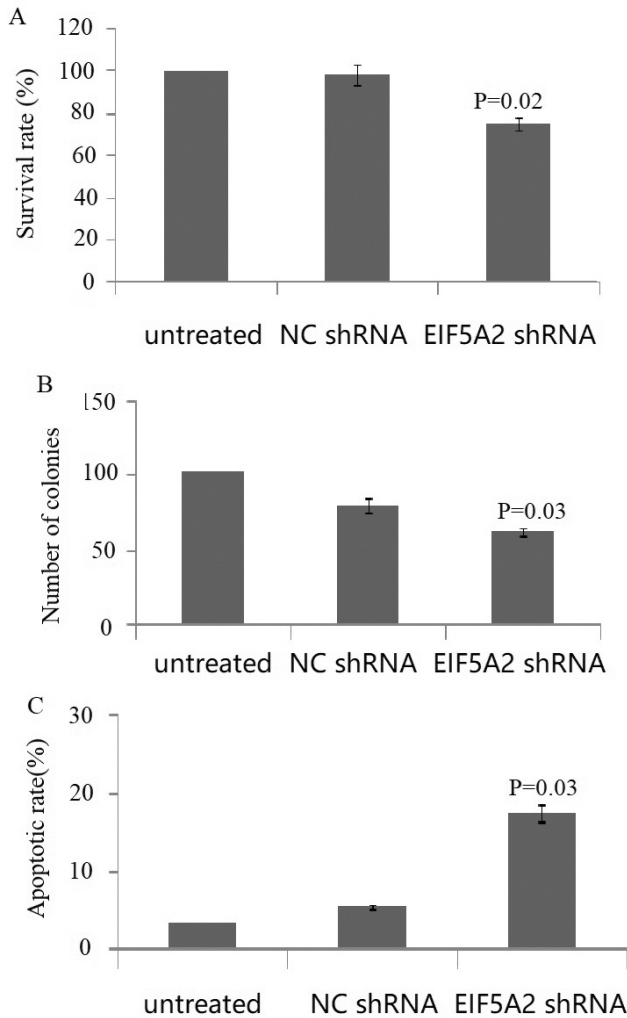 A
Survival rate (%)
120
100
80
60
40
20
0
P=0.02
untreated NC shRNA EIF5A2 shRNA
B
Number of colonies
150
100
50
0
P=0.03
untreated NC shRNA EIF5A2 shRNA
C
Apoptotic rate(%)
30
20
10
0
P=0.03
untreated NC shRNA EIF5A2 shRNA